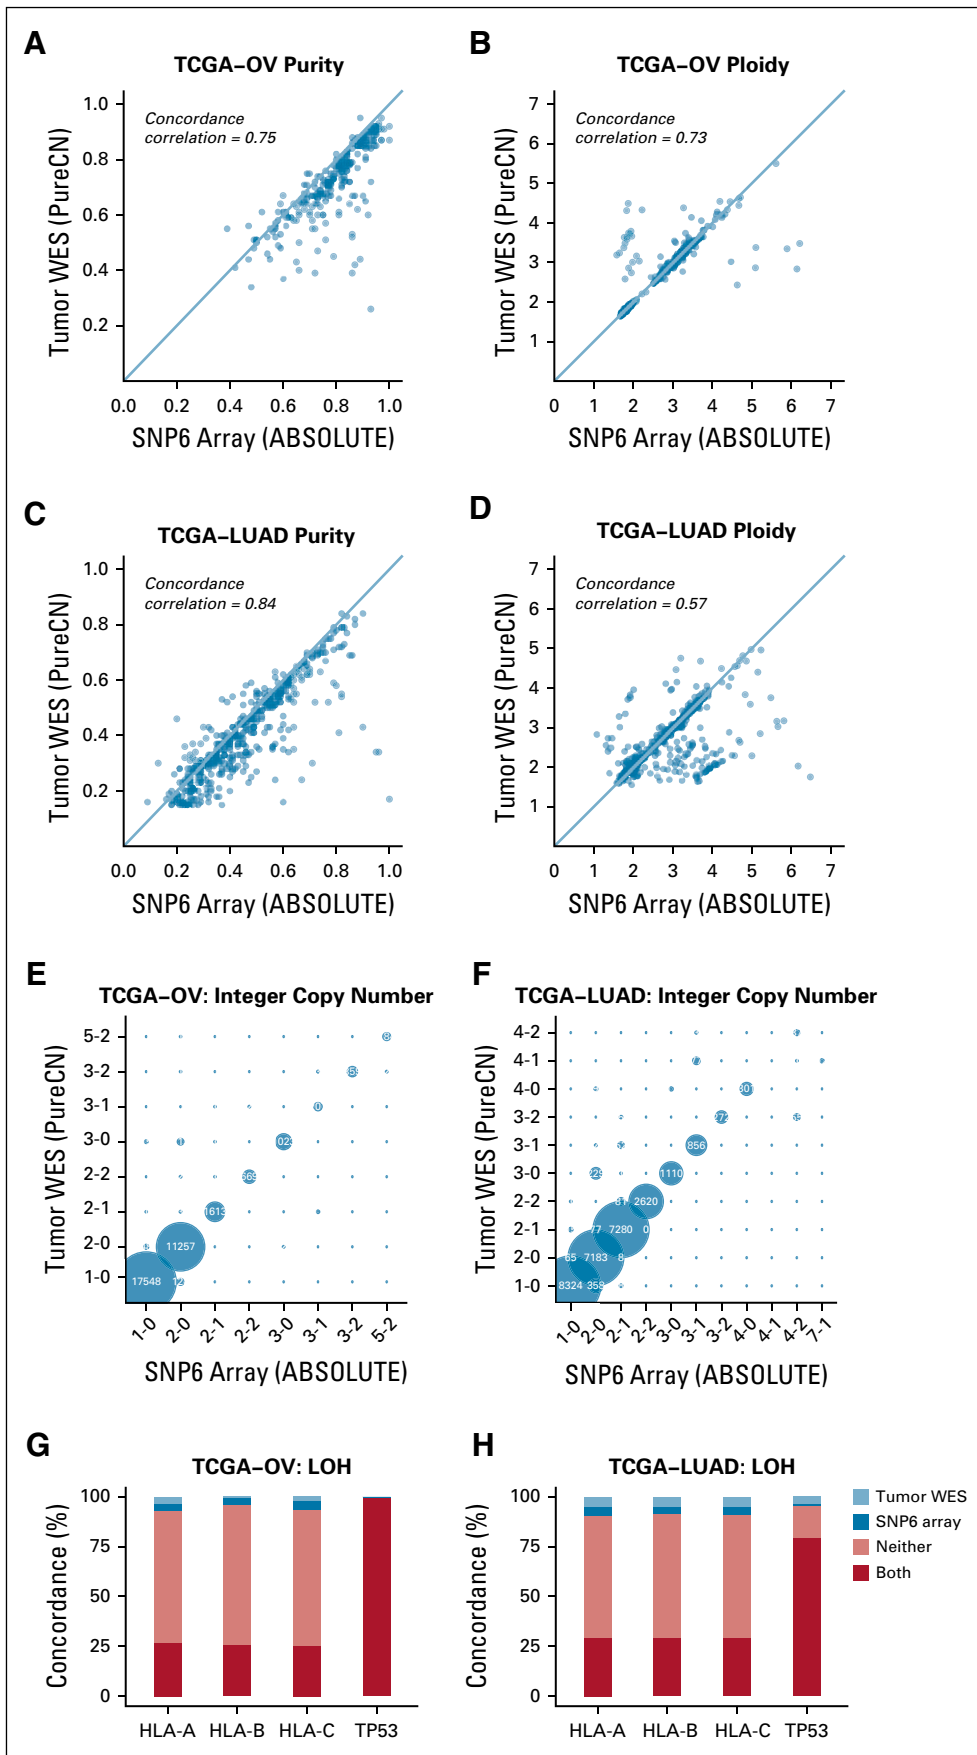 A
TCGA–OV Purity
Concordance
correlation = 0.75
Tumor WES (PureCN)
1.0
0.8
0.6
0.4
0.2
0.0 0.2 0.4 0.6 0.8 1.0
SNP6 Array (ABSOLUTE)
B
TCGA–OV Ploidy
Concordance
correlation = 0.73
Tumor WES (PureCN)
7
6
5
4
3
2
1
0 1 2 3 4 5 6 7
SNP6 Array (ABSOLUTE)
C
TCGA–LUAD Purity
Concordance
correlation = 0.84
Tumor WES (PureCN)
1.0
0.8
0.6
0.4
0.2
0.0 0.2 0.4 0.6 0.8 1.0
SNP6 Array (ABSOLUTE)
D
TCGA–LUAD Ploidy
Concordance
correlation = 0.57
Tumor WES (PureCN)
7
6
5
4
3
2
1
0 1 2 3 4 5 6 7
SNP6 Array (ABSOLUTE)
E
TCGA–OV: Integer Copy Number
Tumor WES (PureCN)
5-2
3-2
3-1
3-0
2-2
2-1
2-0
1-0
8
1613
11257
17548 12
1-0 2-0 2-1 2-2 3-0 3-1 3-2 5-2
SNP6 Array (ABSOLUTE)
F
TCGA–LUAD: Integer Copy Number
Tumor WES (PureCN)
4-2
4-1
4-0
3-2
3-1
3-0
2-2
2-1
2-0
1-0
301
272
856
229 1110
81 2620
77 7280 0
65 7183 8
8324 358
1-0 2-0 2-1 2-2 3-0 3-1 3-2 4-0 4-1 4-2 7-1
SNP6 Array (ABSOLUTE)
G
TCGA–OV: LOH
Concordance (%)
100
75
50
25
0
HLA-A HLA-B HLA-C TP53
H
TCGA–LUAD: LOH
Concordance (%)
100
75
50
25
0
HLA-A HLA-B HLA-C TP53
Tumor WES
SNP6 array
Neither
Both